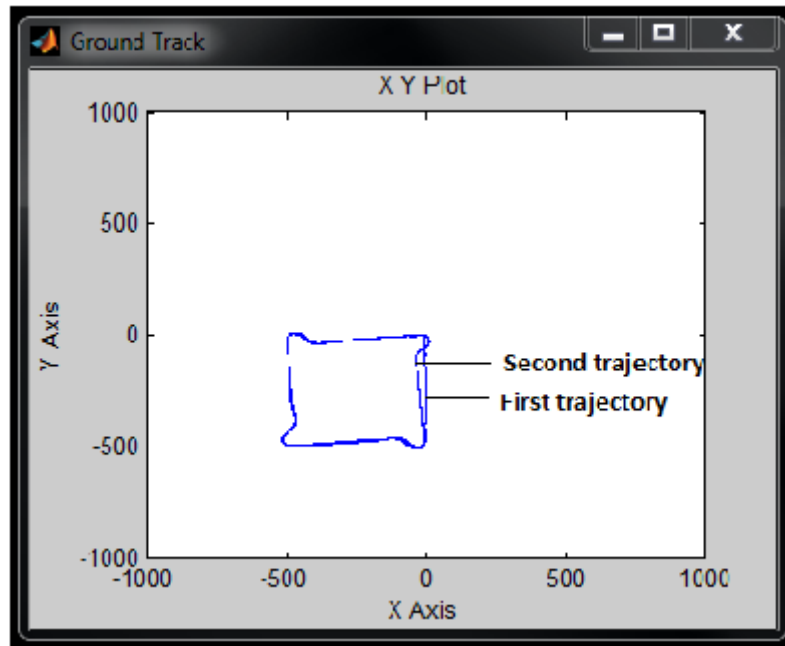 Ground Track
X Y Plot
1000
500
0
-500
-1000
Y Axis
Second trajectory
First trajectory
-1000 -500 0 500 1000
X Axis